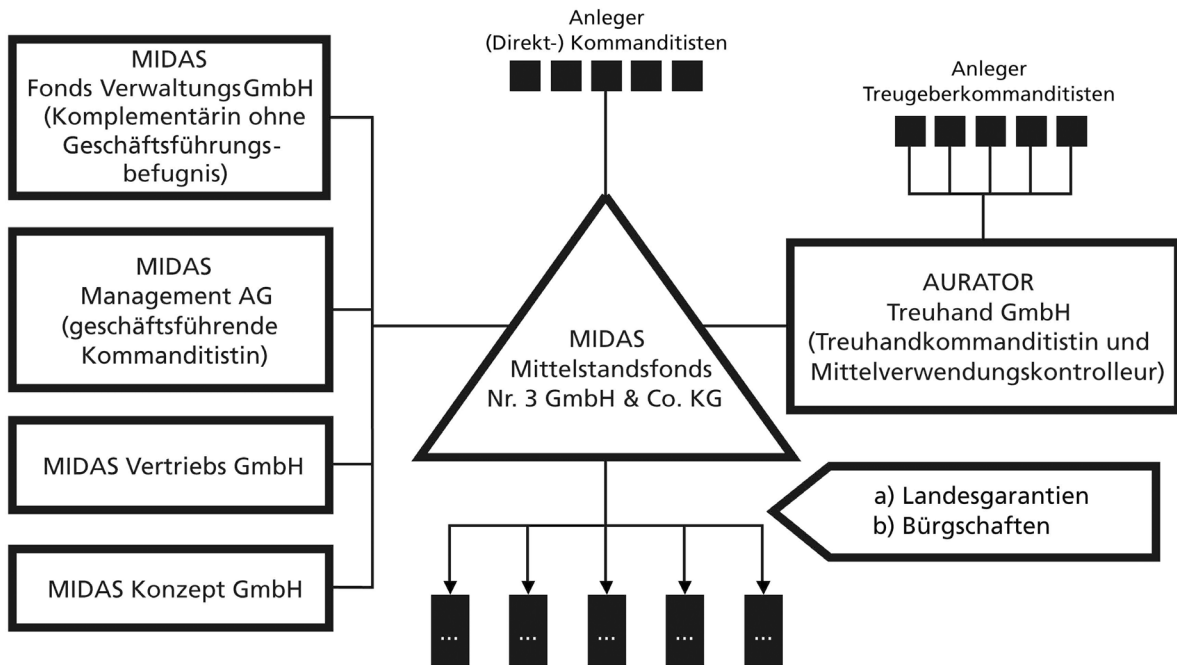 MIDAS
Fonds VerwaltungsGmbH
(Komplementärin ohne
Geschäftsführungs-
befugnis)
MIDAS
Management AG
(geschäftsführende
Kommanditistin)
MIDAS Vertriebs GmbH
MIDAS Konzept GmbH
Anleger
(Direkt-) Kommanditisten
MIDAS
Mittelstandsfonds
Nr. 3 GmbH & Co. KG
Anleger
Treugeberkommanditisten
AURATOR
Treuhand GmbH
(Treuhandkommanditistin und
Mittelverwendungskontrolleur)
a) Landesgarantien
b) Bürgschaften
... ... ... ... ...